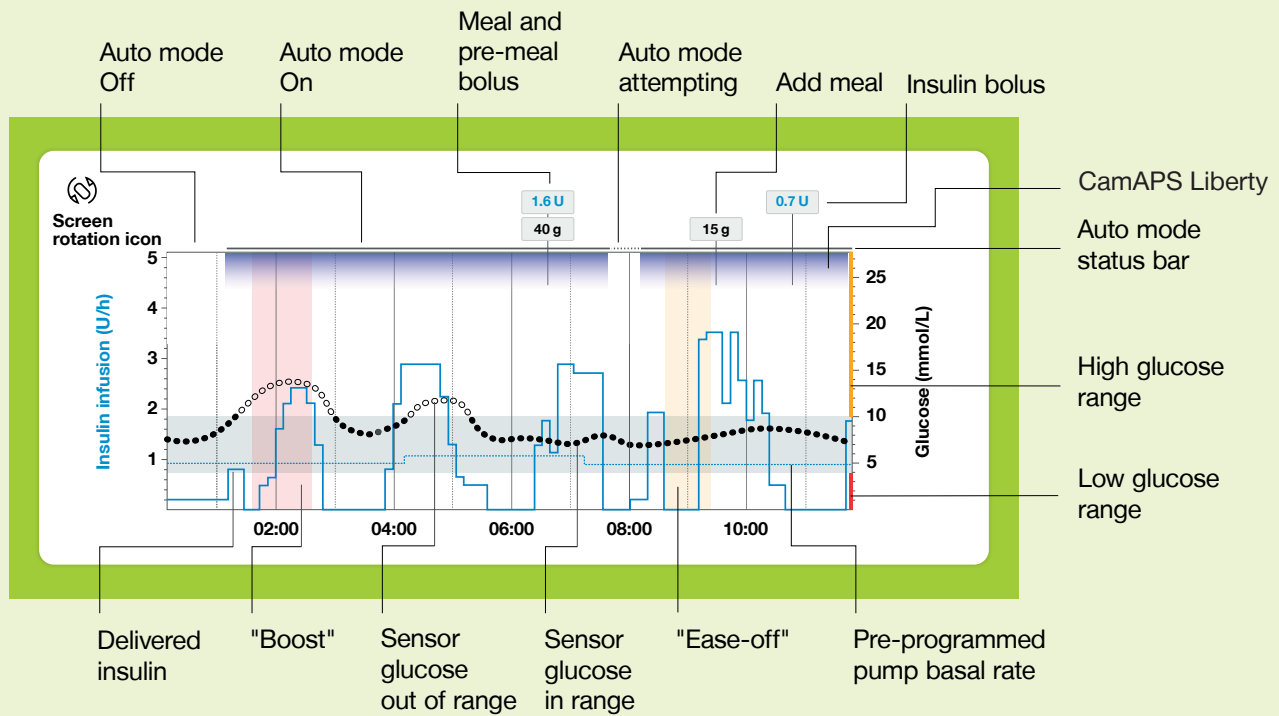 Auto mode
Off
Auto mode
On
Meal and
pre-meal
bolus
Auto mode
attempting
Add meal
Insulin bolus
CamAPS Liberty
Auto mode
status bar
High glucose
range
Low glucose
range
Screen
rotation icon
1.6 U
40 g
15 g
0.7 U
Insulin infusion (U/h)
5
4
3
2
1
25
20
15
10
5
Glucose (mmol/L)
02:00
04:00
06:00
08:00
10:00
Delivered
insulin
"Boost"
Sensor
glucose
out of range
Sensor
glucose
in range
"Ease-off"
Pre-programmed
pump basal rate